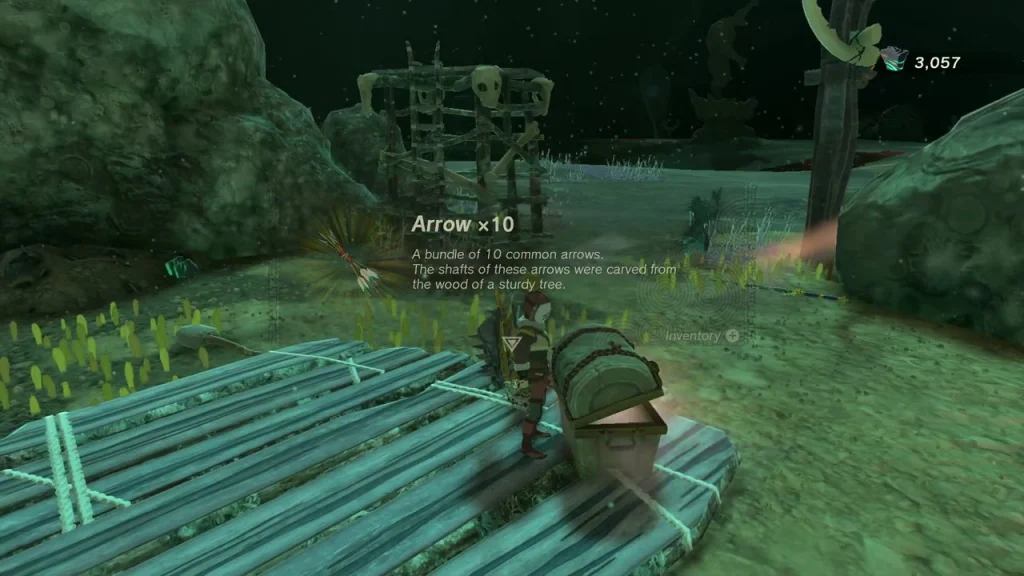 3,057
Arrow ×10
A bundle of 10 common arrows.
The shafts of these arrows were carved from
the wood of a sturdy tree.
Inventory